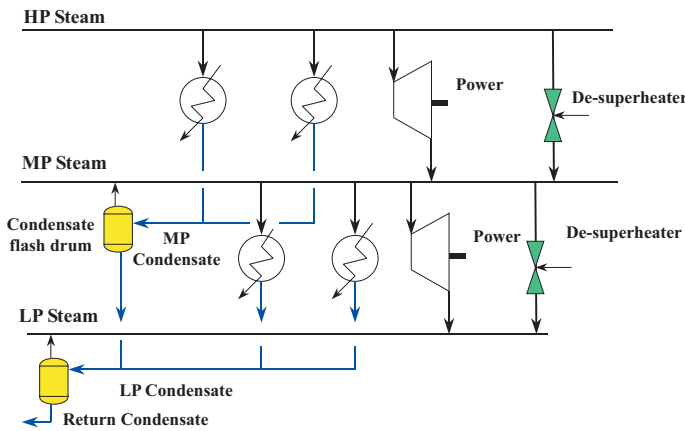 HP Steam
Power
De-superheater
MP Steam
Condensate
flash drum
MP
Condensate
Power
De-superheater
LP Steam
LP Condensate
Return Condensate